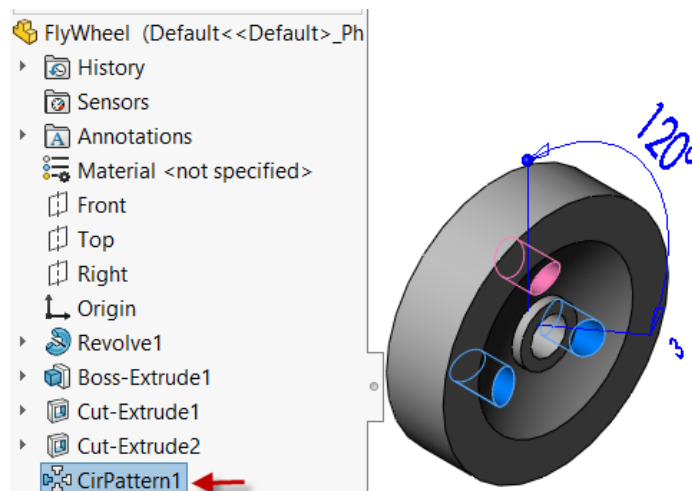 FlyWheel (Default<<Default>_Ph
History
Sensors
Annotations
Material <not specified>
Front
Top
Right
Origin
Revolve1
Boss-Extrude1
Cut-Extrude1
Cut-Extrude2
CirPattern1
120°
3